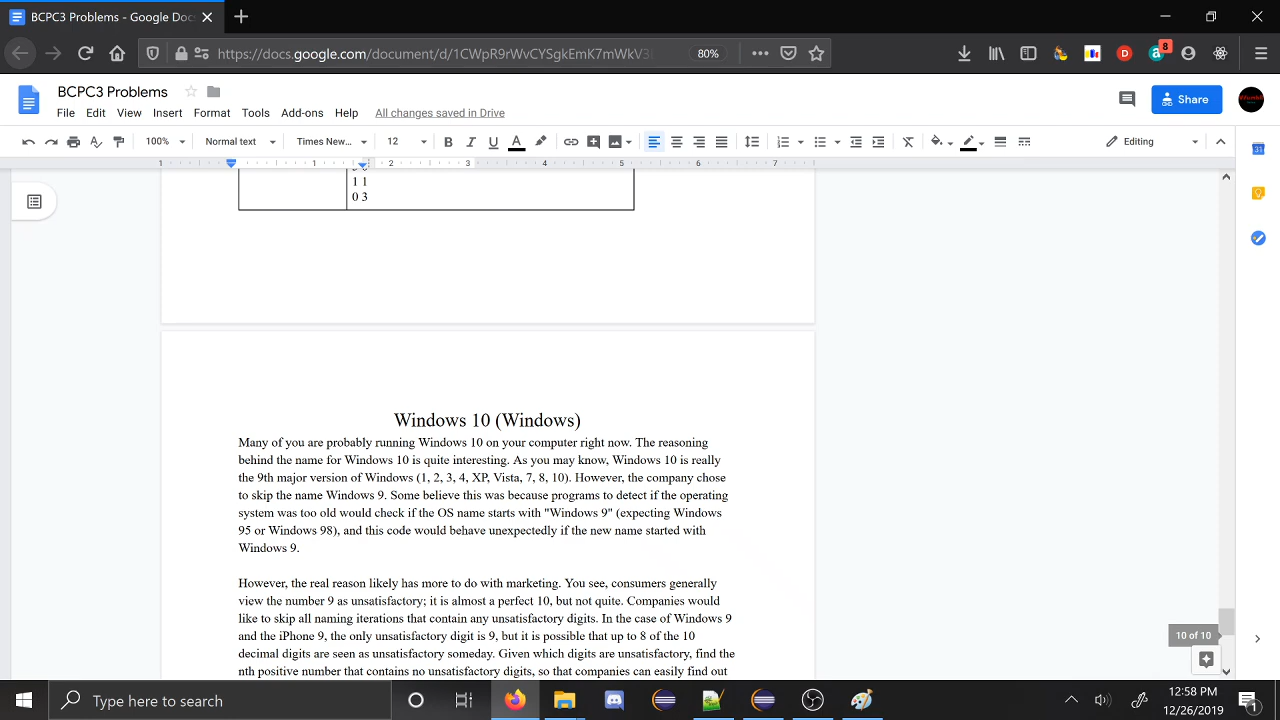 BCPC3 Problems - Google Doc
https://docs.google.com/document/d/1CWpR9rWvCYSgkEmK7mWkV3
80%
8
BCPC3 Problems
Share
File Edit View Insert Format Tools Add-ons Help All changes saved in Drive
100% Normal text Times New... 12 B I U A Editing
1 1 2 3 4 5 6 7
31
1 1
0 3
Windows 10 (Windows)
Many of you are probably running Windows 10 on your computer right now. The reasoning
behind the name for Windows 10 is quite interesting. As you may know, Windows 10 is really
the 9th major version of Windows (1, 2, 3, 4, XP, Vista, 7, 8, 10). However, the company chose
to skip the name Windows 9. Some believe this was because programs to detect if the operating
system was too old would check if the OS name starts with "Windows 9" (expecting Windows
95 or Windows 98), and this code would behave unexpectedly if the new name started with
Windows 9.
However, the real reason likely has more to do with marketing. You see, consumers generally
view the number 9 as unsatisfactory; it is almost a perfect 10, but not quite. Companies would
like to skip all naming iterations that contain any unsatisfactory digits. In the case of Windows 9
and the iPhone 9, the only unsatisfactory digit is 9, but it is possible that up to 8 of the 10
decimal digits are seen as unsatisfactory someday. Given which digits are unsatisfactory, find the
nth positive number that contains no unsatisfactory digits, so that companies can easily find out
10 of 10
Type here to search
12:58 PM
12/26/2019
1